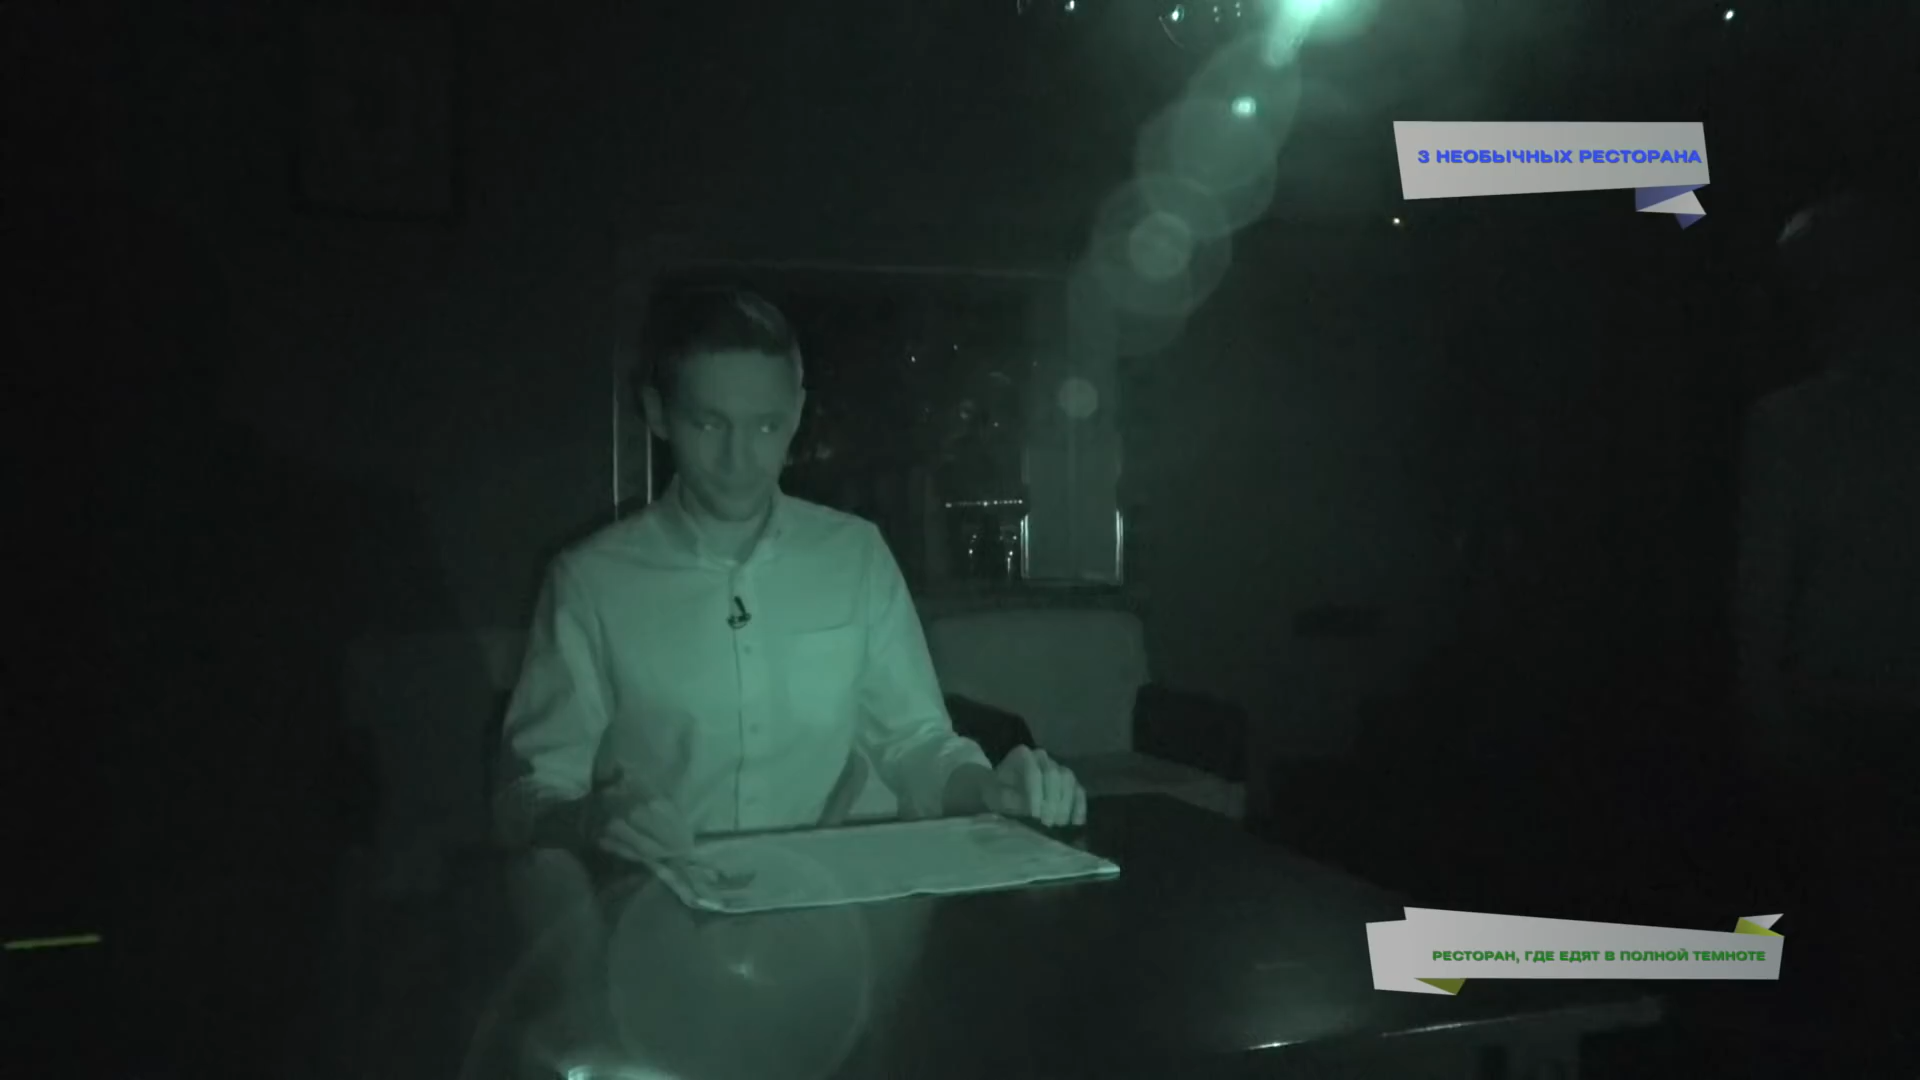 3 НЕОБЫЧНЫХ РЕСТОРАНА
РЕСТОРАН, ГДЕ ЕДЯТ В ПОЛНОЙ ТЕМНОТЕ